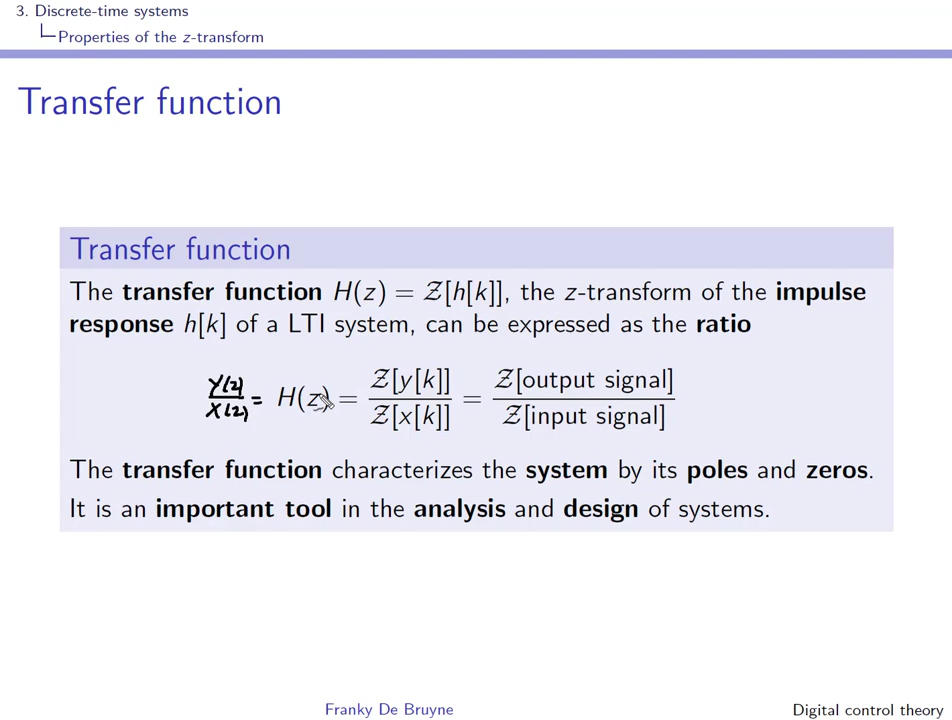 3. Discrete-time systems
Properties of the z-transform
Transfer function
Transfer function
The transfer function H(z) = Z[h[k]], the z-transform of the impulse
response h[k] of a LTI system, can be expressed as the ratio
Y(z)/X(z) = H(z) = Z[y[k]]/Z[x[k]] = Z[output signal]/Z[input signal]
The transfer function characterizes the system by its poles and zeros.
It is an important tool in the analysis and design of systems.
Franky De Bruyne
Digital control theory